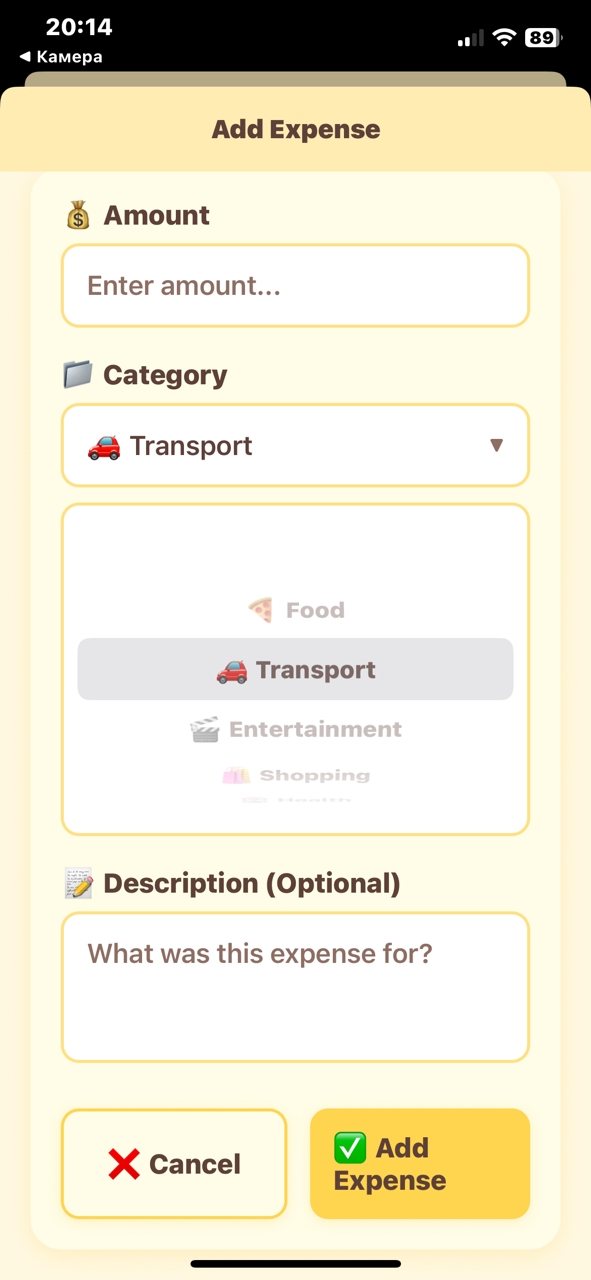 20:14
89
◀ Камера
Add Expense
💰 Amount
Enter amount...
📁 Category
🚗 Transport ▼
🍕 Food
🚗 Transport
🎬 Entertainment
🛍️ Shopping
Health
📝 Description (Optional)
What was this expense for?
❌ Cancel
✅ Add
Expense